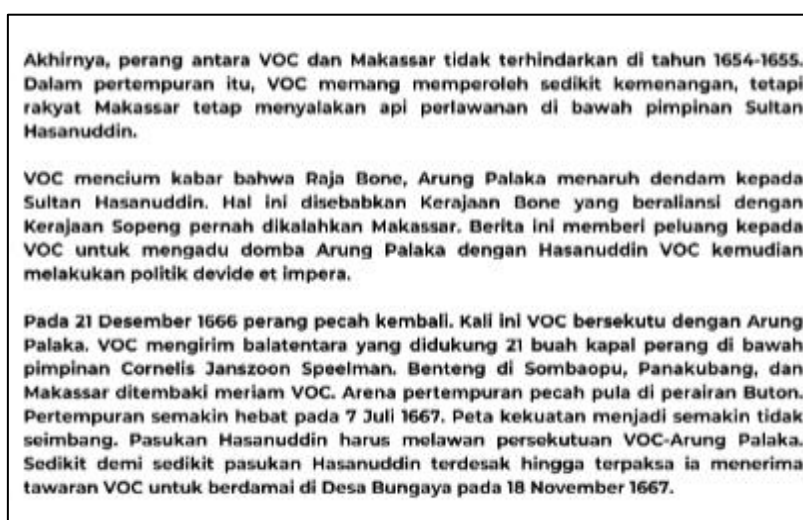 Akhirnya, perang antara VOC dan Makassar tidak terhindarkan di tahun 1654-1655.
Dalam pertempuran itu, VOC memang memperoleh sedikit kemenangan, tetapi
rakyat Makassar tetap menyalakan api perlawanan di bawah pimpinan Sultan
Hasanuddin.
VOC mencium kabar bahwa Raja Bone, Arung Palaka menaruh dendam kepada
Sultan Hasanuddin. Hal ini disebabkan Kerajaan Bone yang beraliansi dengan
Kerajaan Sopeng pernah dikalahkan Makassar. Berita ini memberi peluang kepada
VOC untuk mengadu domba Arung Palaka dengan Hasanuddin VOC kemudian
melakukan politik devide et impera.
Pada 21 Desember 1666 perang pecah kembali. Kali ini VOC bersekutu dengan Arung
Palaka. VOC mengirim balatentara yang didukung 21 buah kapal perang di bawah
pimpinan Cornelis Janszoon Speelman. Benteng di Sombaopu, Panakubang, dan
Makassar ditembaki meriam VOC. Arena pertempuran pecah pula di perairan Buton.
Pertempuran semakin hebat pada 7 Juli 1667. Peta kekuatan menjadi semakin tidak
seimbang. Pasukan Hasanuddin harus melawan persekutuan VOC-Arung Palaka.
Sedikit demi sedikit pasukan Hasanuddin terdesak hingga terpaksa ia menerima
tawaran VOC untuk berdamai di Desa Bungaya pada 18 November 1667.